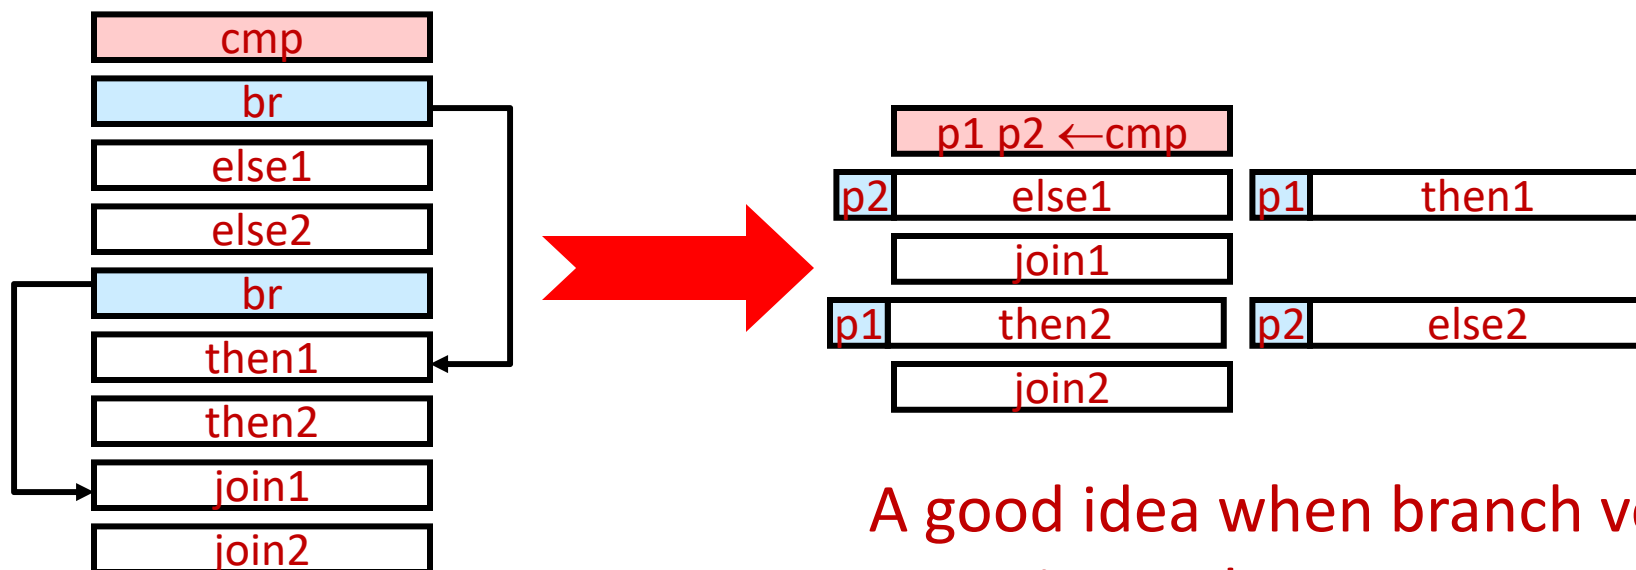 cmp
br
else1
else2
br
then1
then2
join1
join2
p1 p2 ←cmp
p2 else1 p1 then1
join1
p1 then2 p2 else2
join2
A good idea when branch